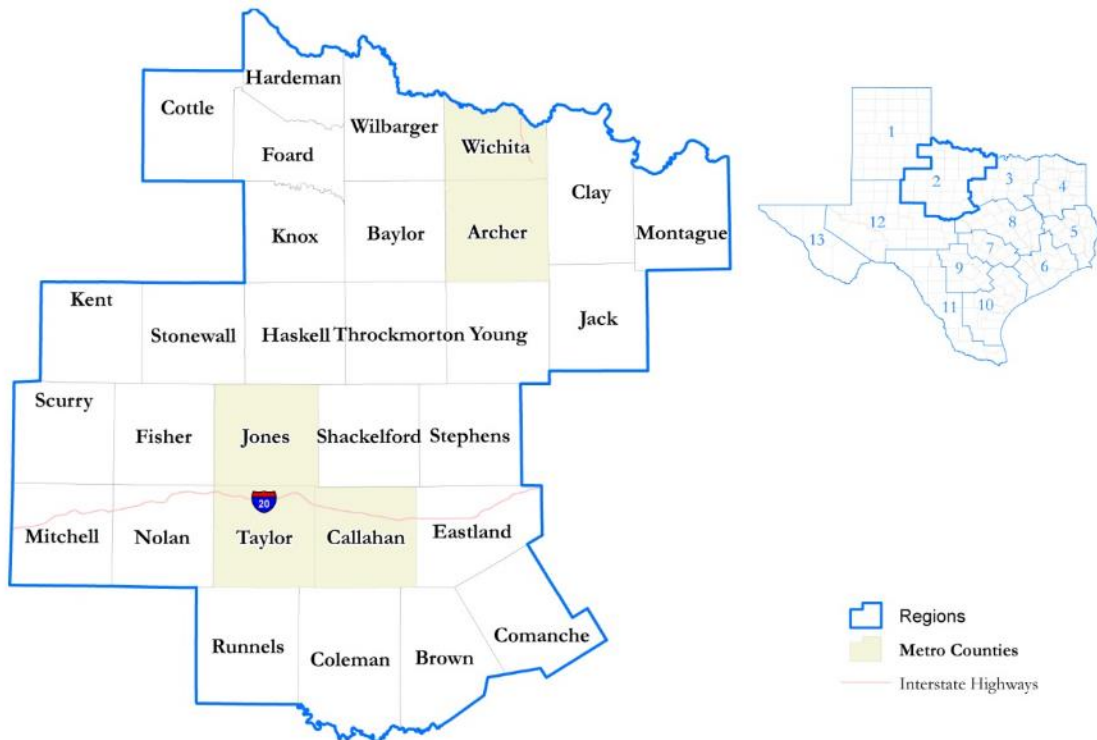 Hardeman
Cottle
Wilbarger
Wichita
Foard
Clay
Knox
Baylor
Archer
Montague
Kent
Stonewall
Haskell
Throckmorton
Young
Jack
Scurry
Fisher
Jones
Shackelford
Stephens
20
Mitchell
Nolan
Taylor
Callahan
Eastland
Runnels
Coleman
Brown
Comanche
1
2
3
4
12
8
5
13
7
9
6
11
10
Regions
Metro Counties
Interstate Highways